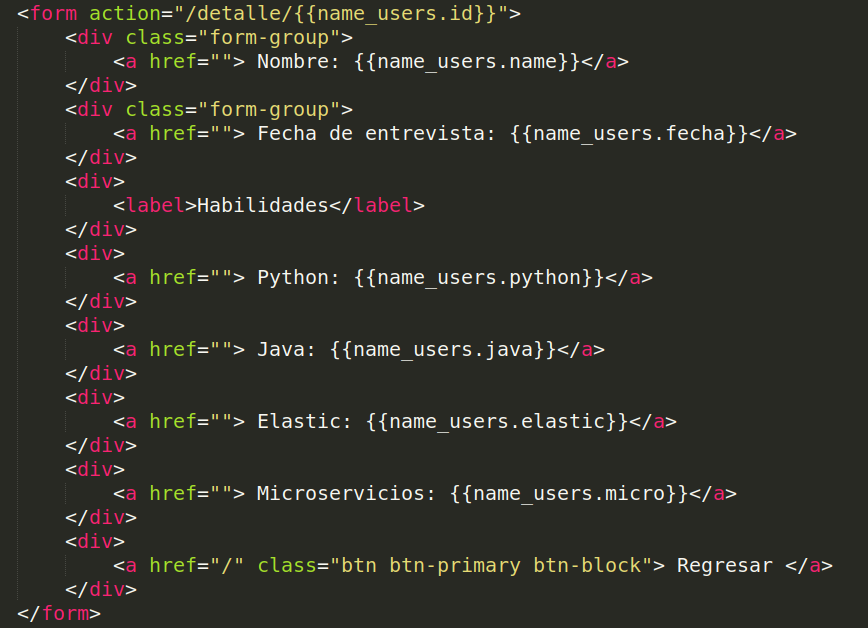 <form action="/detalle/{{name_users.id}}">
    <div class="form-group">
        <a href=""> Nombre: {{name_users.name}}</a>
    </div>
    <div class="form-group">
        <a href=""> Fecha de entrevista: {{name_users.fecha}}</a>
    </div>
    <div>
        <label>Habilidades</label>
    </div>
    <div>
        <a href=""> Python: {{name_users.python}}</a>
    </div>
    <div>
        <a href=""> Java: {{name_users.java}}</a>
    </div>
    <div>
        <a href=""> Elastic: {{name_users.elastic}}</a>
    </div>
    <div>
        <a href=""> Microservicios: {{name_users.micro}}</a>
    </div>
    <div>
        <a href="/" class="btn btn-primary btn-block"> Regresar </a>
    </div>
</form>